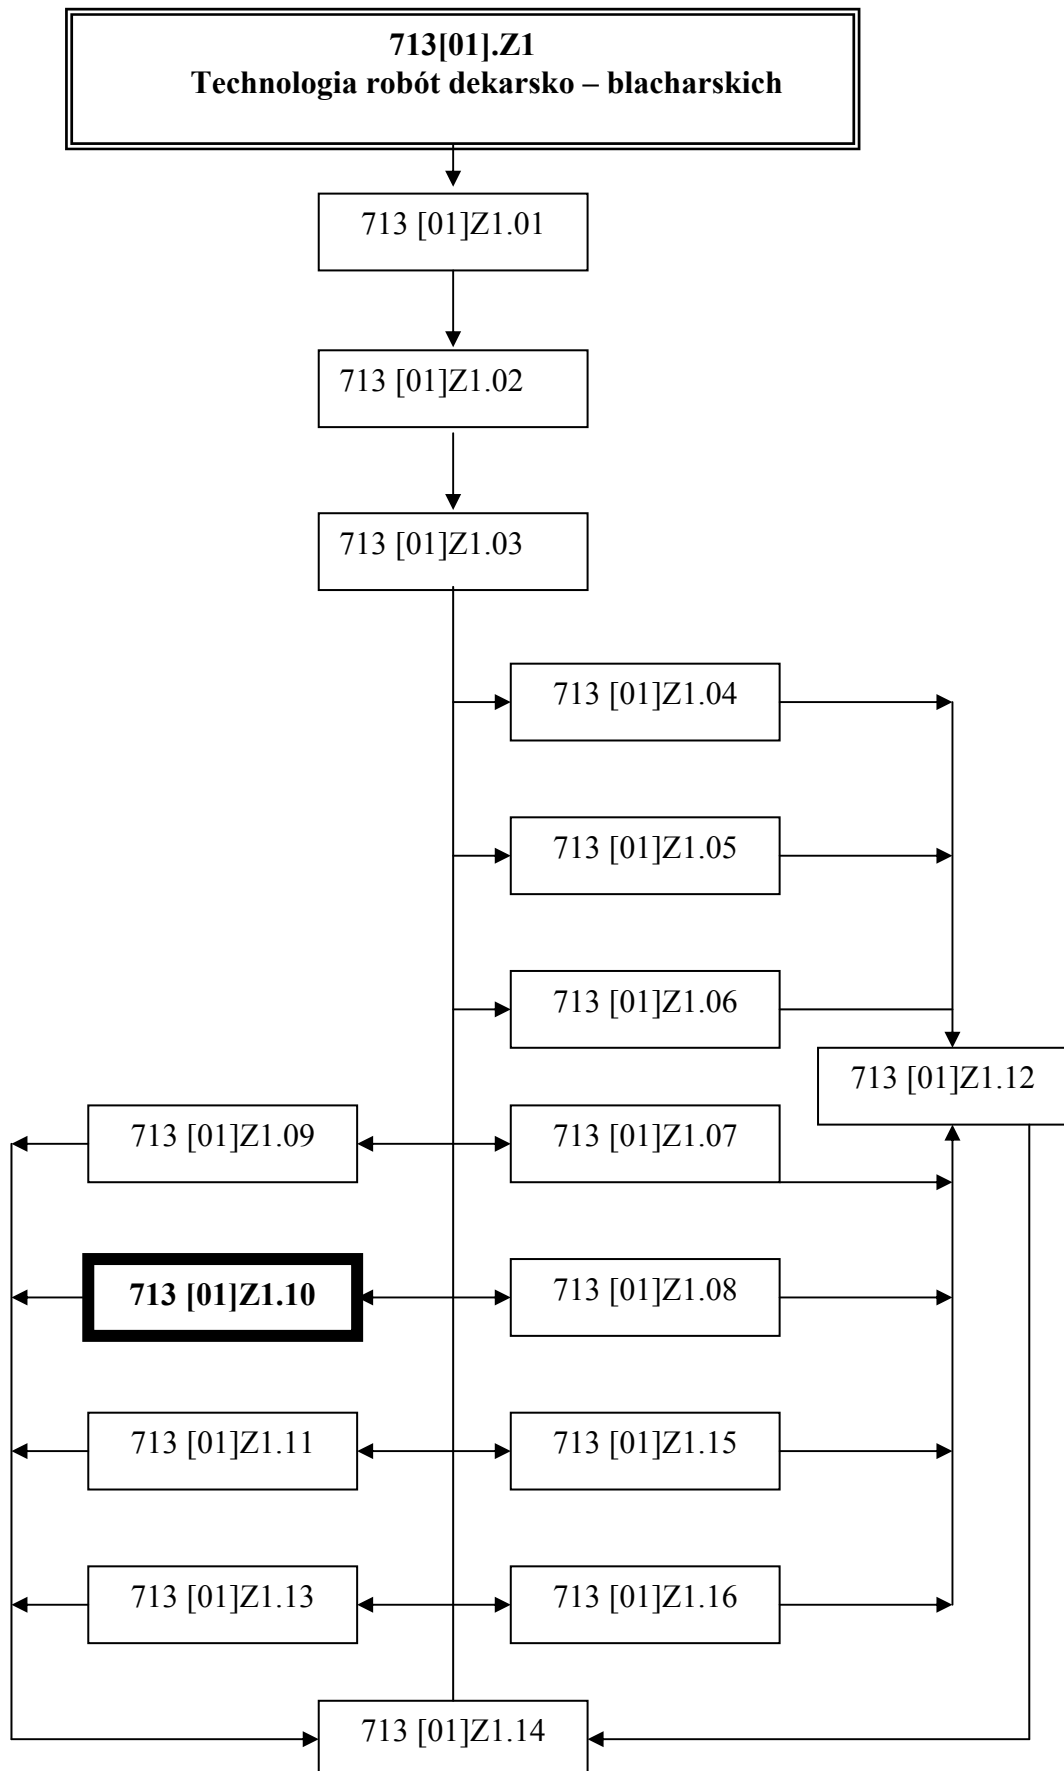 713[01].Z1
Technologia robót dekarsko – blacharskich
713 [01]Z1.01
713 [01]Z1.02
713 [01]Z1.03
713 [01]Z1.04
713 [01]Z1.05
713 [01]Z1.06
713 [01]Z1.12
713 [01]Z1.09
713 [01]Z1.07
713 [01]Z1.10
713 [01]Z1.08
713 [01]Z1.11
713 [01]Z1.15
713 [01]Z1.13
713 [01]Z1.16
713 [01]Z1.14